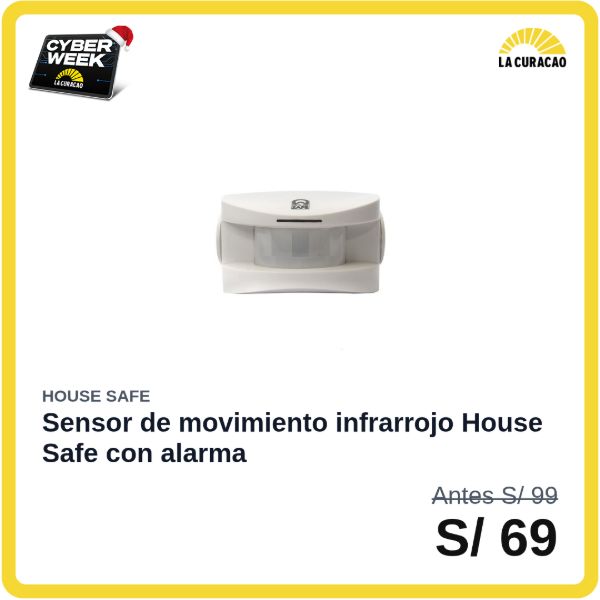 CYBER
WEEK
LA CURACAO
LA CURACAO
HOUSE SAFE
Sensor de movimiento infrarrojo House
Safe con alarma
Antes S/ 99
S/ 69